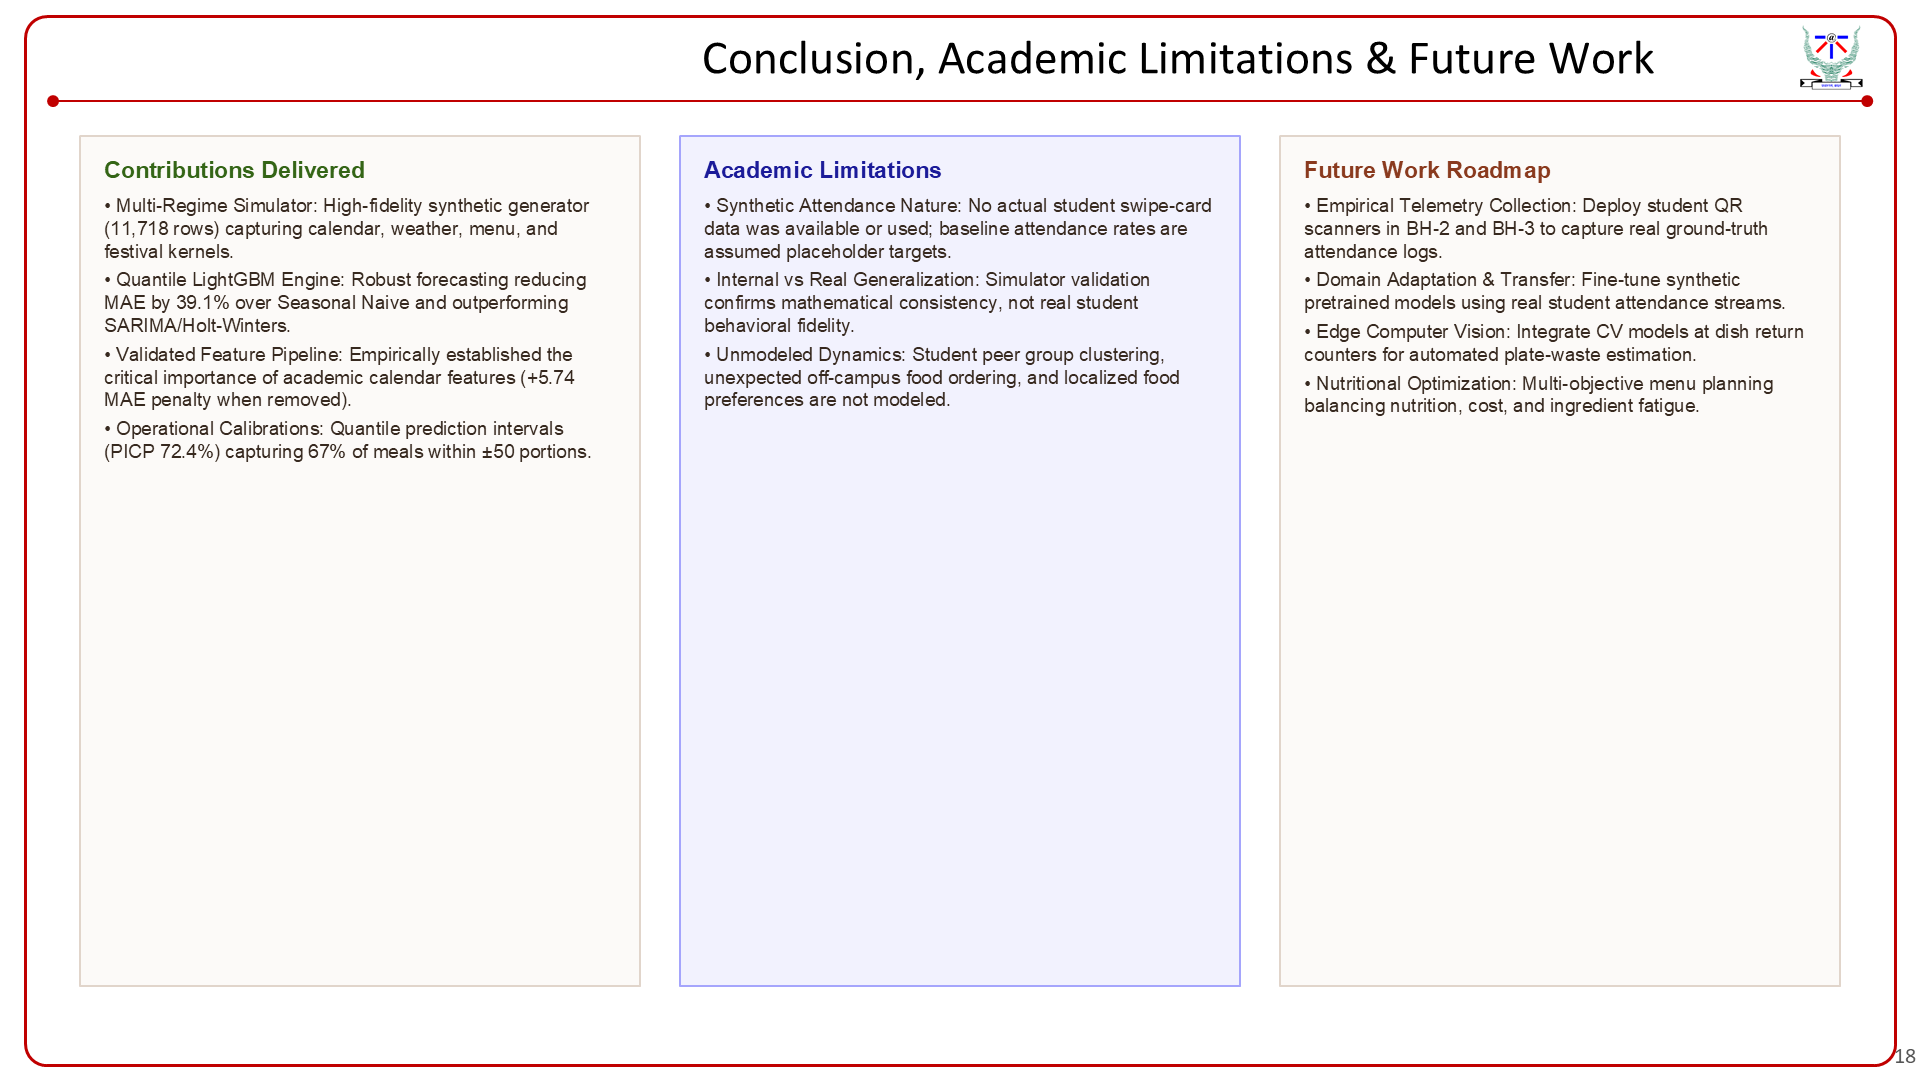 Conclusion, Academic Limitations & Future Work
Contributions Delivered
• Multi-Regime Simulator: High-fidelity synthetic generator
(11,718 rows) capturing calendar, weather, menu, and
festival kernels.
• Quantile LightGBM Engine: Robust forecasting reducing
MAE by 39.1% over Seasonal Naive and outperforming
SARIMA/Holt-Winters.
• Validated Feature Pipeline: Empirically established the
critical importance of academic calendar features (+5.74
MAE penalty when removed).
• Operational Calibrations: Quantile prediction intervals
(PICP 72.4%) capturing 67% of meals within ±50 portions.
Academic Limitations
• Synthetic Attendance Nature: No actual student swipe-card
data was available or used; baseline attendance rates are
assumed placeholder targets.
• Internal vs Real Generalization: Simulator validation
confirms mathematical consistency, not real student
behavioral fidelity.
• Unmodeled Dynamics: Student peer group clustering,
unexpected off-campus food ordering, and localized food
preferences are not modeled.
Future Work Roadmap
• Empirical Telemetry Collection: Deploy student QR
scanners in BH-2 and BH-3 to capture real ground-truth
attendance logs.
• Domain Adaptation & Transfer: Fine-tune synthetic
pretrained models using real student attendance streams.
• Edge Computer Vision: Integrate CV models at dish return
counters for automated plate-waste estimation.
• Nutritional Optimization: Multi-objective menu planning
balancing nutrition, cost, and ingredient fatigue.
18